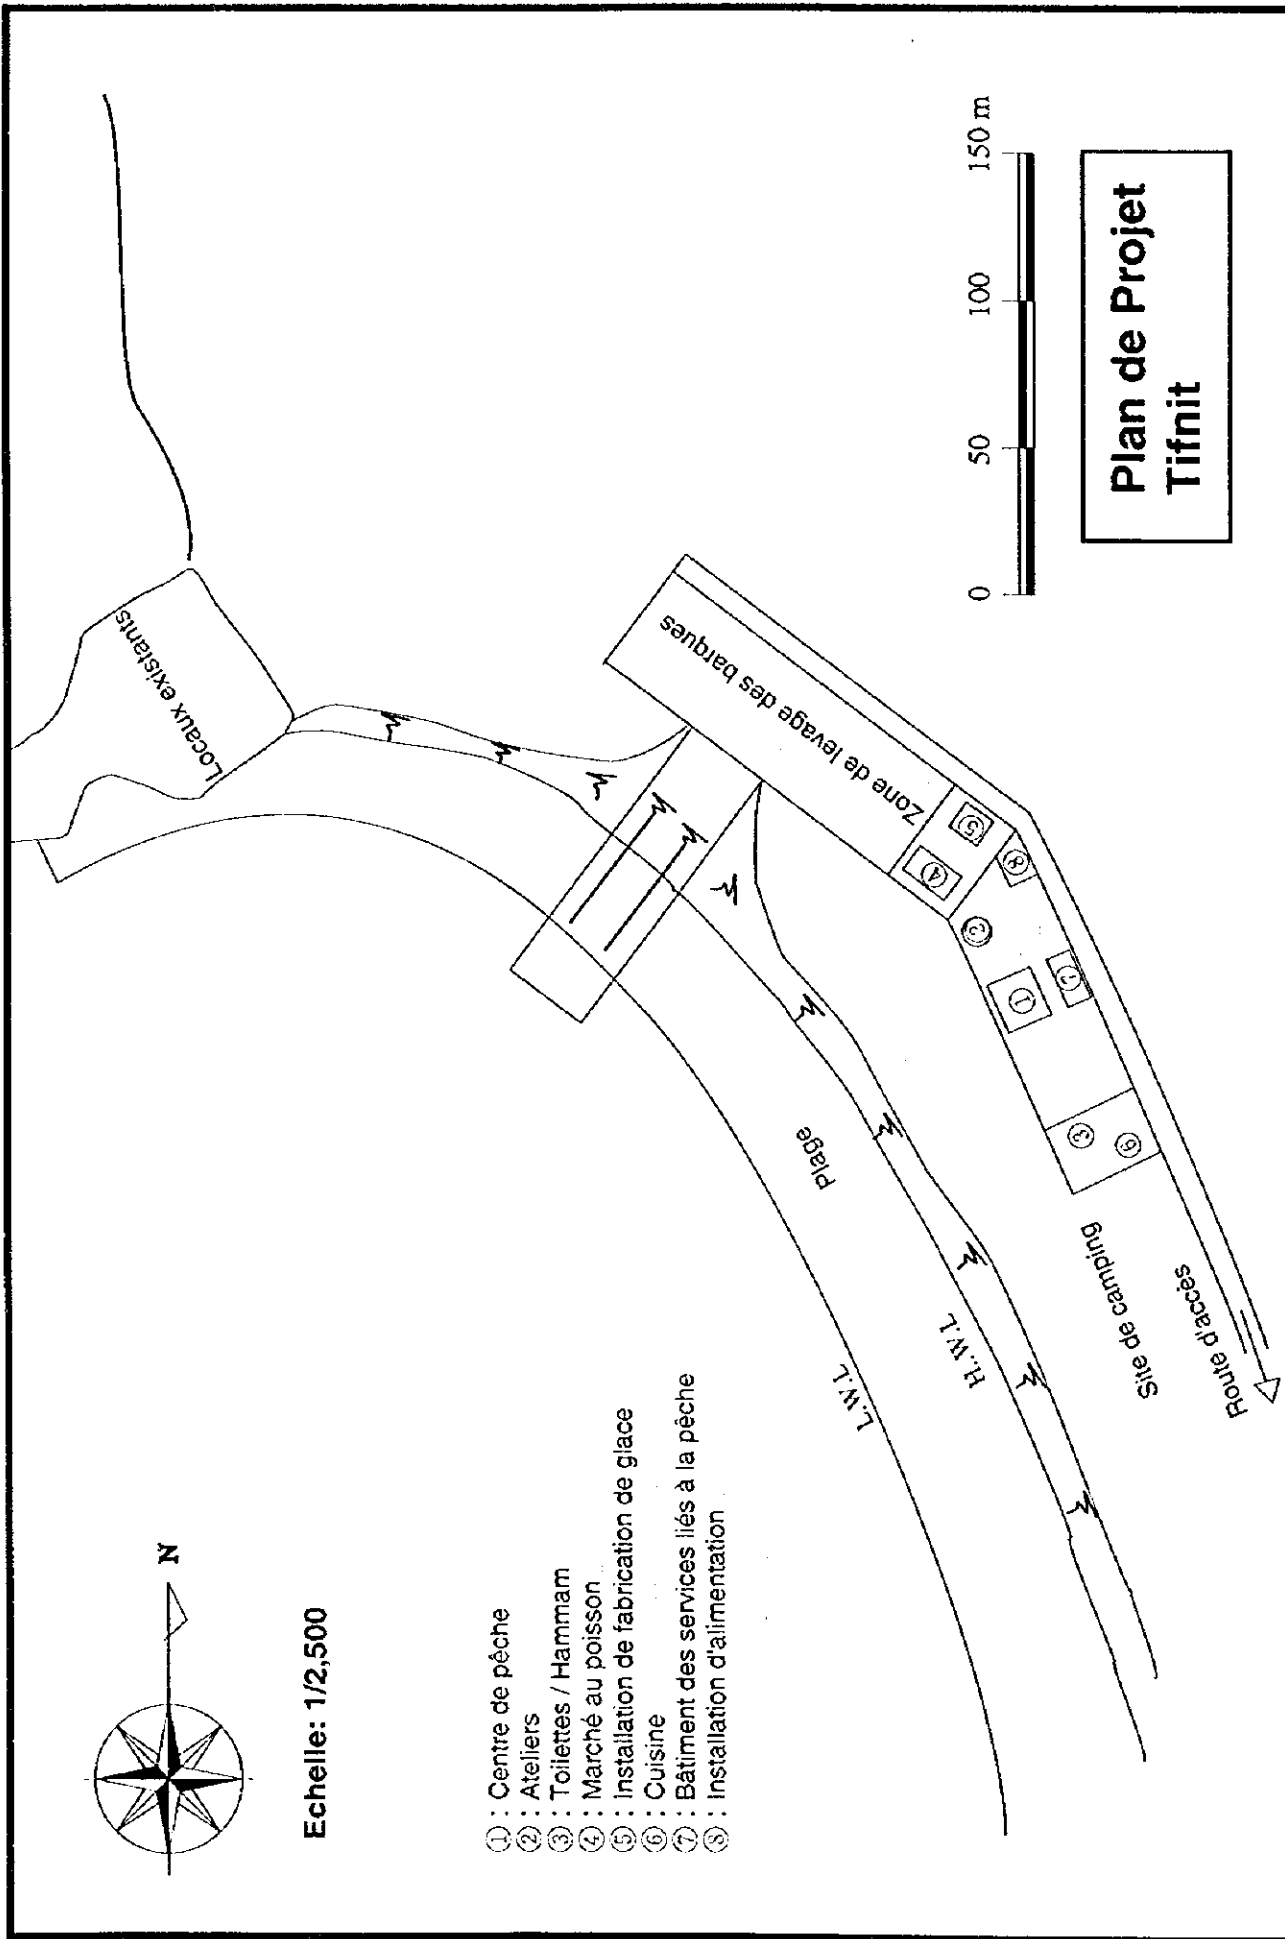 N
Echelle: 1/2,500
① : Centre de pêche
② : Ateliers
③ : Toilettes / Hammam
④ : Marché au poisson
⑤ : Installation de fabrication de glace
⑥ : Cuisine
⑦ : Bâtiment des services liés à la pêche
⑧ : Installation d'alimentation
Locaux existants
Zone de levage des barques
⑤
④
⑧
③
⑦
①
③
⑥
Plage
L.W.L
H.W.L
Site de camping
Route d'accès
0 50 100 150 m
Plan de Projet
Tifnit